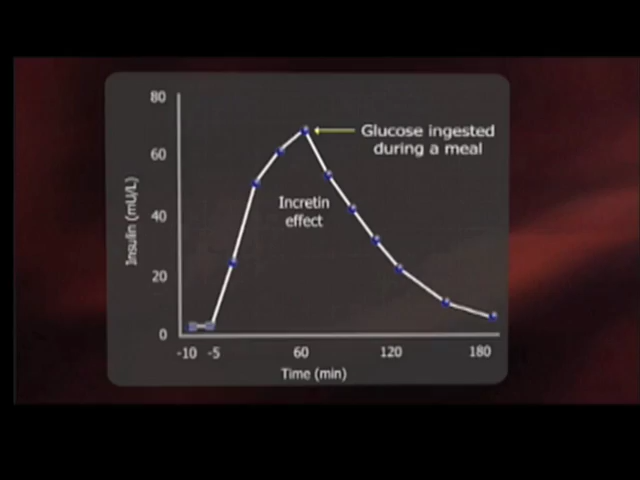 80
60
40
20
0
Insulin (mU/L)
Glucose ingested
during a meal
Incretin
effect
-10 -5 60 120 180
Time (min)